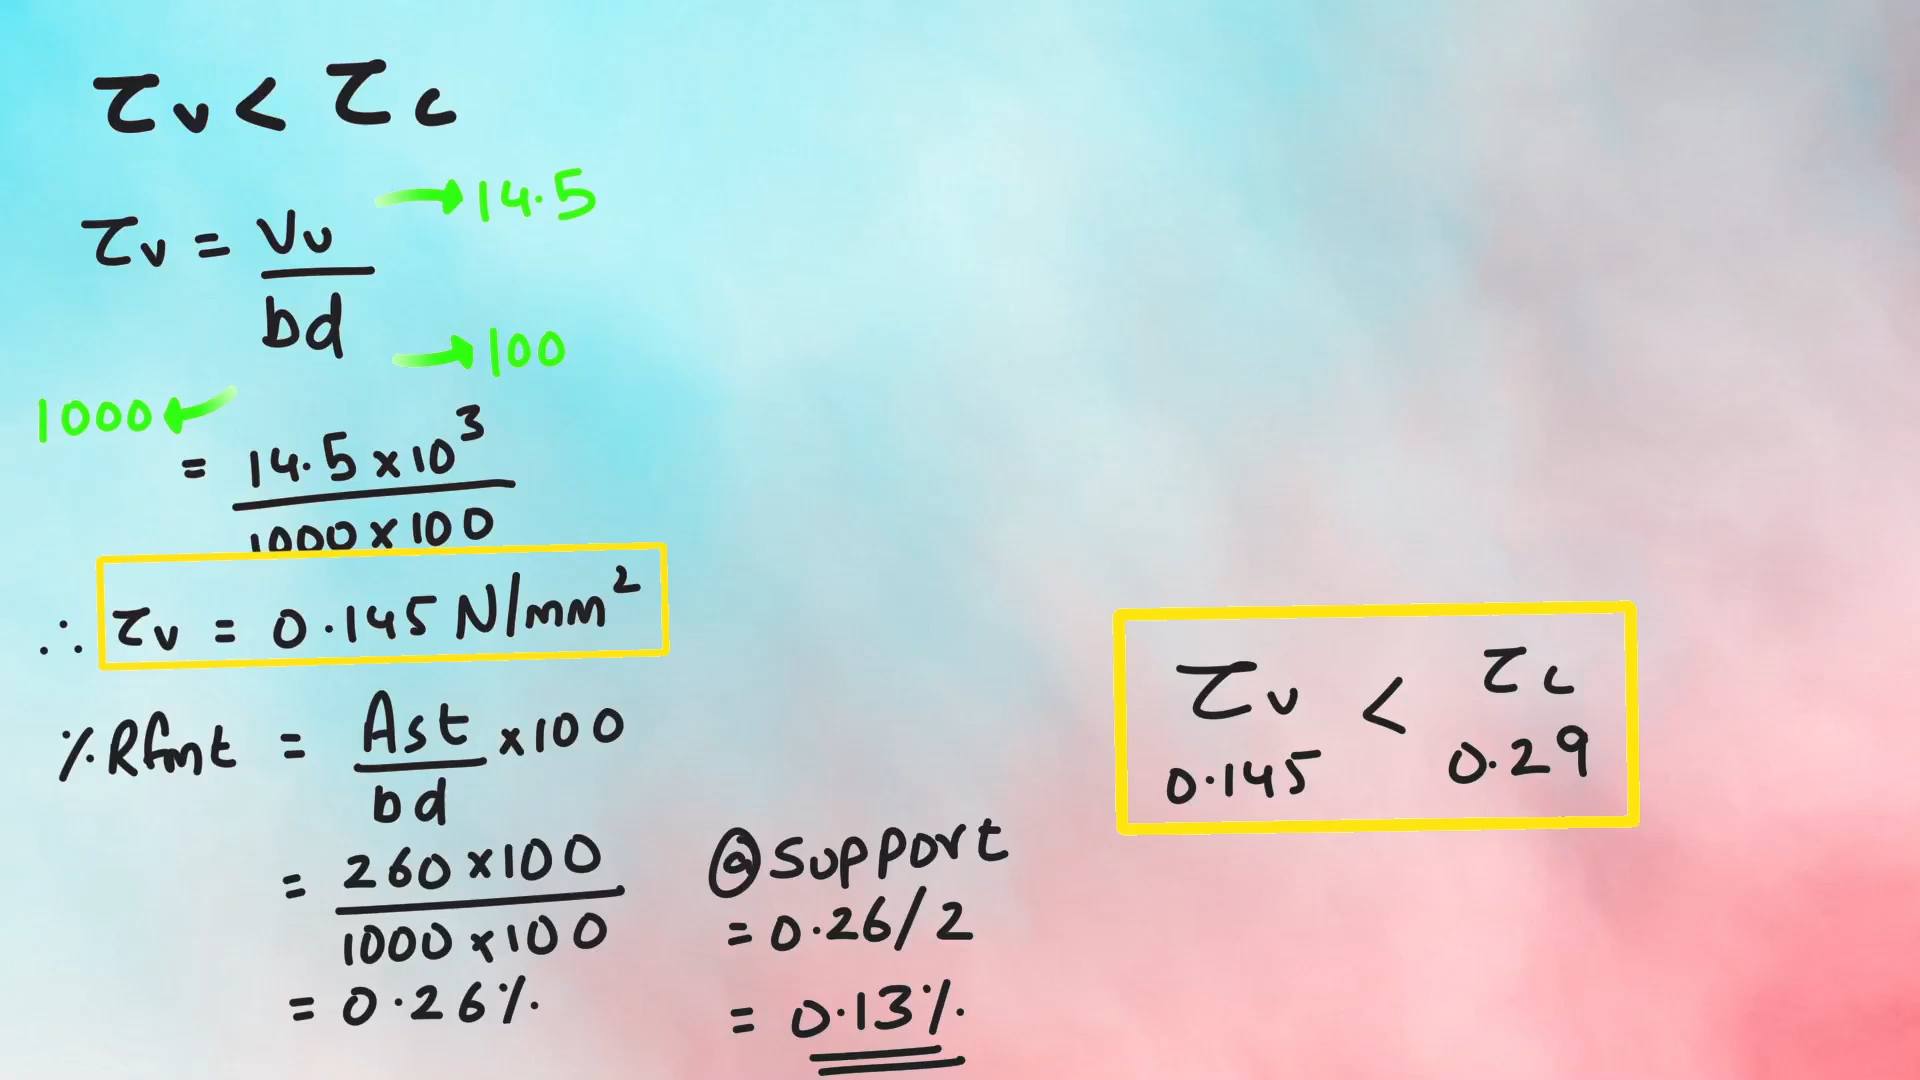 τv < τc
→ 14.5
τv = Vu
bd
→ 100
1000 ←
= 14.5 × 10³
1000 × 100
∴ τv = 0.145 N/mm²
% Rfmt = Ast × 100
bd
= 260 × 100
1000 × 100
= 0.26%
@ Support
= 0.26/2
= 0.13%
τv < τc
0.145 0.29